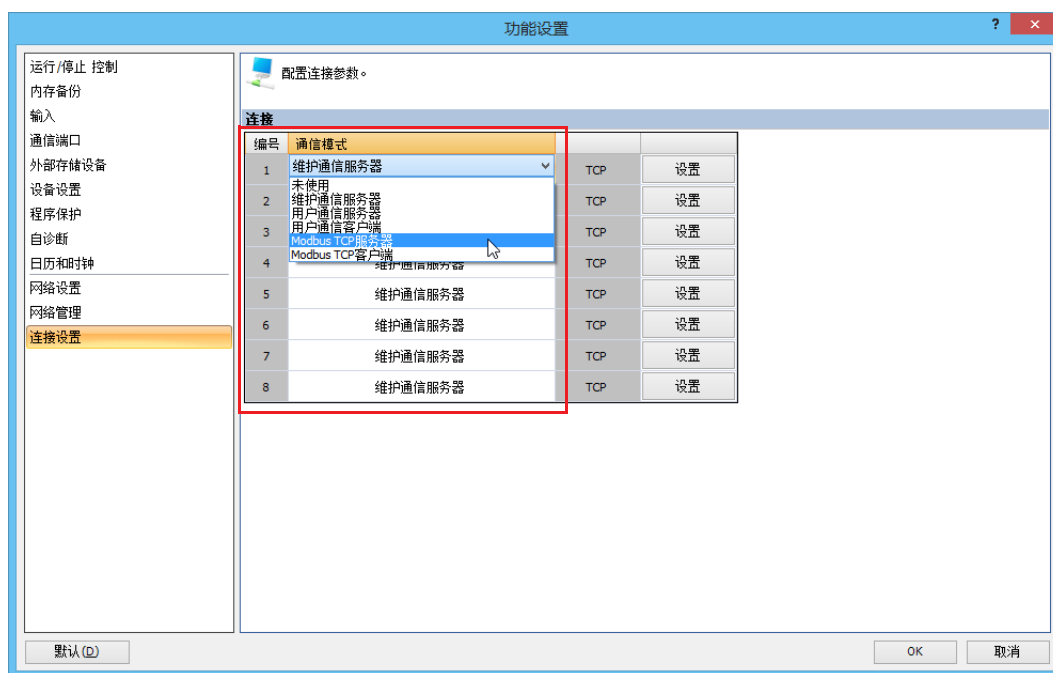 功能设置
? ×
运行/停止 控制
内存备份
输入
通信端口
外部存储设备
设备设置
程序保护
自诊断
日历和时钟
网络设置
网络管理
连接设置
配置连接参数。
连接
编号 通信模式
1 维护通信服务器 TCP 设置
未使用
维护通信服务器
用户通信服务器
用户通信客户端
Modbus TCP服务器
Modbus TCP客户端
2 TCP 设置
3 TCP 设置
4 维护通信服务器 TCP 设置
5 维护通信服务器 TCP 设置
6 维护通信服务器 TCP 设置
7 维护通信服务器 TCP 设置
8 维护通信服务器 TCP 设置
默认(D) OK 取消